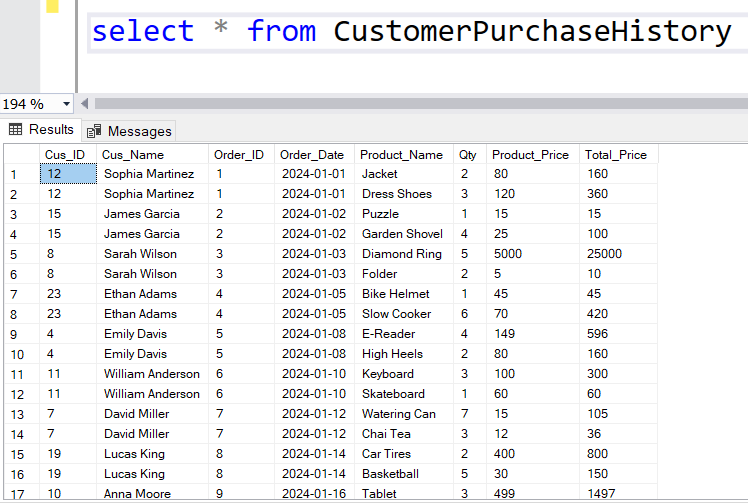 select * from CustomerPurchaseHistory
194 %
Results Messages
Cus_ID Cus_Name Order_ID Order_Date Product_Name Qty Product_Price Total_Price
1 12 Sophia Martinez 1 2024-01-01 Jacket 2 80 160
2 12 Sophia Martinez 1 2024-01-01 Dress Shoes 3 120 360
3 15 James Garcia 2 2024-01-02 Puzzle 1 15 15
4 15 James Garcia 2 2024-01-02 Garden Shovel 4 25 100
5 8 Sarah Wilson 3 2024-01-03 Diamond Ring 5 5000 25000
6 8 Sarah Wilson 3 2024-01-03 Folder 2 5 10
7 23 Ethan Adams 4 2024-01-05 Bike Helmet 1 45 45
8 23 Ethan Adams 4 2024-01-05 Slow Cooker 6 70 420
9 4 Emily Davis 5 2024-01-08 E-Reader 4 149 596
10 4 Emily Davis 5 2024-01-08 High Heels 2 80 160
11 11 William Anderson 6 2024-01-10 Keyboard 3 100 300
12 11 William Anderson 6 2024-01-10 Skateboard 1 60 60
13 7 David Miller 7 2024-01-12 Watering Can 7 15 105
14 7 David Miller 7 2024-01-12 Chai Tea 3 12 36
15 19 Lucas King 8 2024-01-14 Car Tires 2 400 800
16 19 Lucas King 8 2024-01-14 Basketball 5 30 150
17 10 Anna Moore 9 2024-01-16 Tablet 3 499 1497